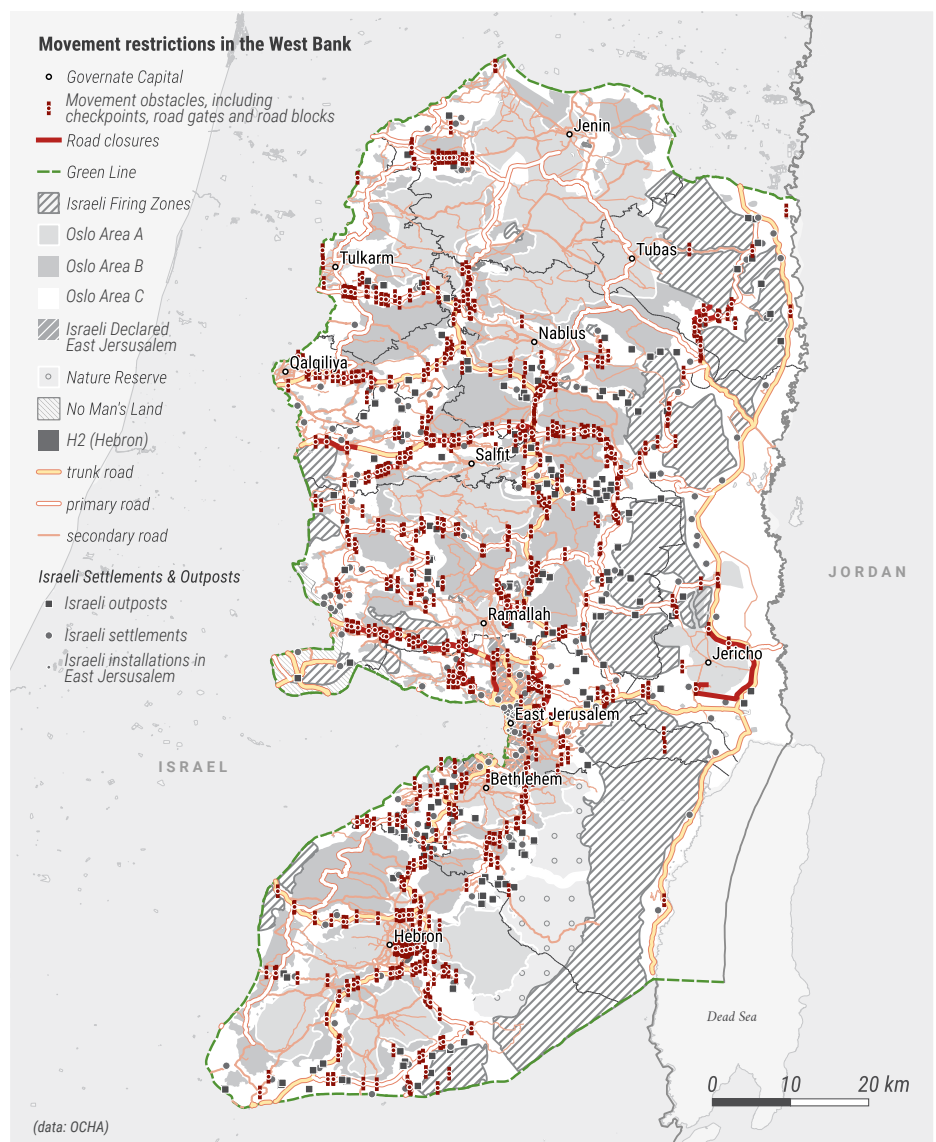 Movement restrictions in the West Bank
Governate Capital
Movement obstacles, including
checkpoints, road gates and road blocks
Road closures
Green Line
Israeli Firing Zones
Oslo Area A
Oslo Area B
Oslo Area C
Israeli Declared
East Jersusalem
Nature Reserve
No Man's Land
H2 (Hebron)
trunk road
primary road
secondary road
Israeli Settlements & Outposts
Israeli outposts
Israeli settlements
Israeli installations in
East Jersusalem
Jenin
Tubas
Tulkarm
Nablus
Qalqiliya
Salfit
JORDAN
Ramallah
Jericho
East Jerusalem
ISRAEL
Bethlehem
Hebron
Dead Sea
0 10 20 km
(data: OCHA)